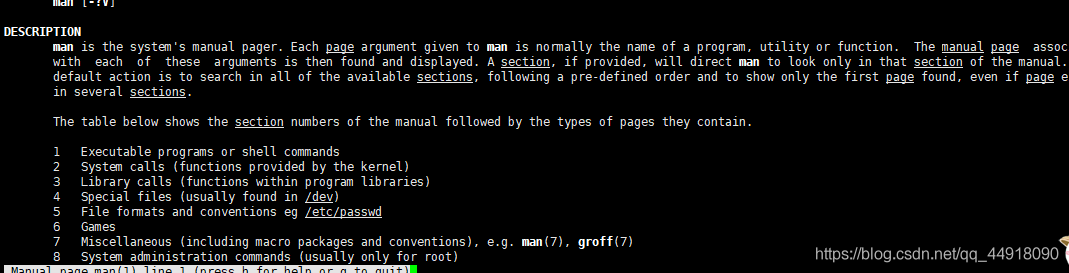 man [-?V]
DESCRIPTION
man is the system's manual pager. Each page argument given to man is normally the name of a program, utility or function.  The manual page  assoc
with  each  of  these  arguments is then found and displayed. A section, if provided, will direct man to look only in that section of the manual.
default action is to search in all of the available sections, following a pre-defined order and to show only the first page found, even if page e
in several sections.
The table below shows the section numbers of the manual followed by the types of pages they contain.
1   Executable programs or shell commands
2   System calls (functions provided by the kernel)
3   Library calls (functions within program libraries)
4   Special files (usually found in /dev)
5   File formats and conventions eg /etc/passwd
6   Games
7   Miscellaneous (including macro packages and conventions), e.g. man(7), groff(7)
8   System administration commands (usually only for root)
Manual page man(1) line 1 (press h for help or q to quit)
https://blog.csdn.net/qq_44918090